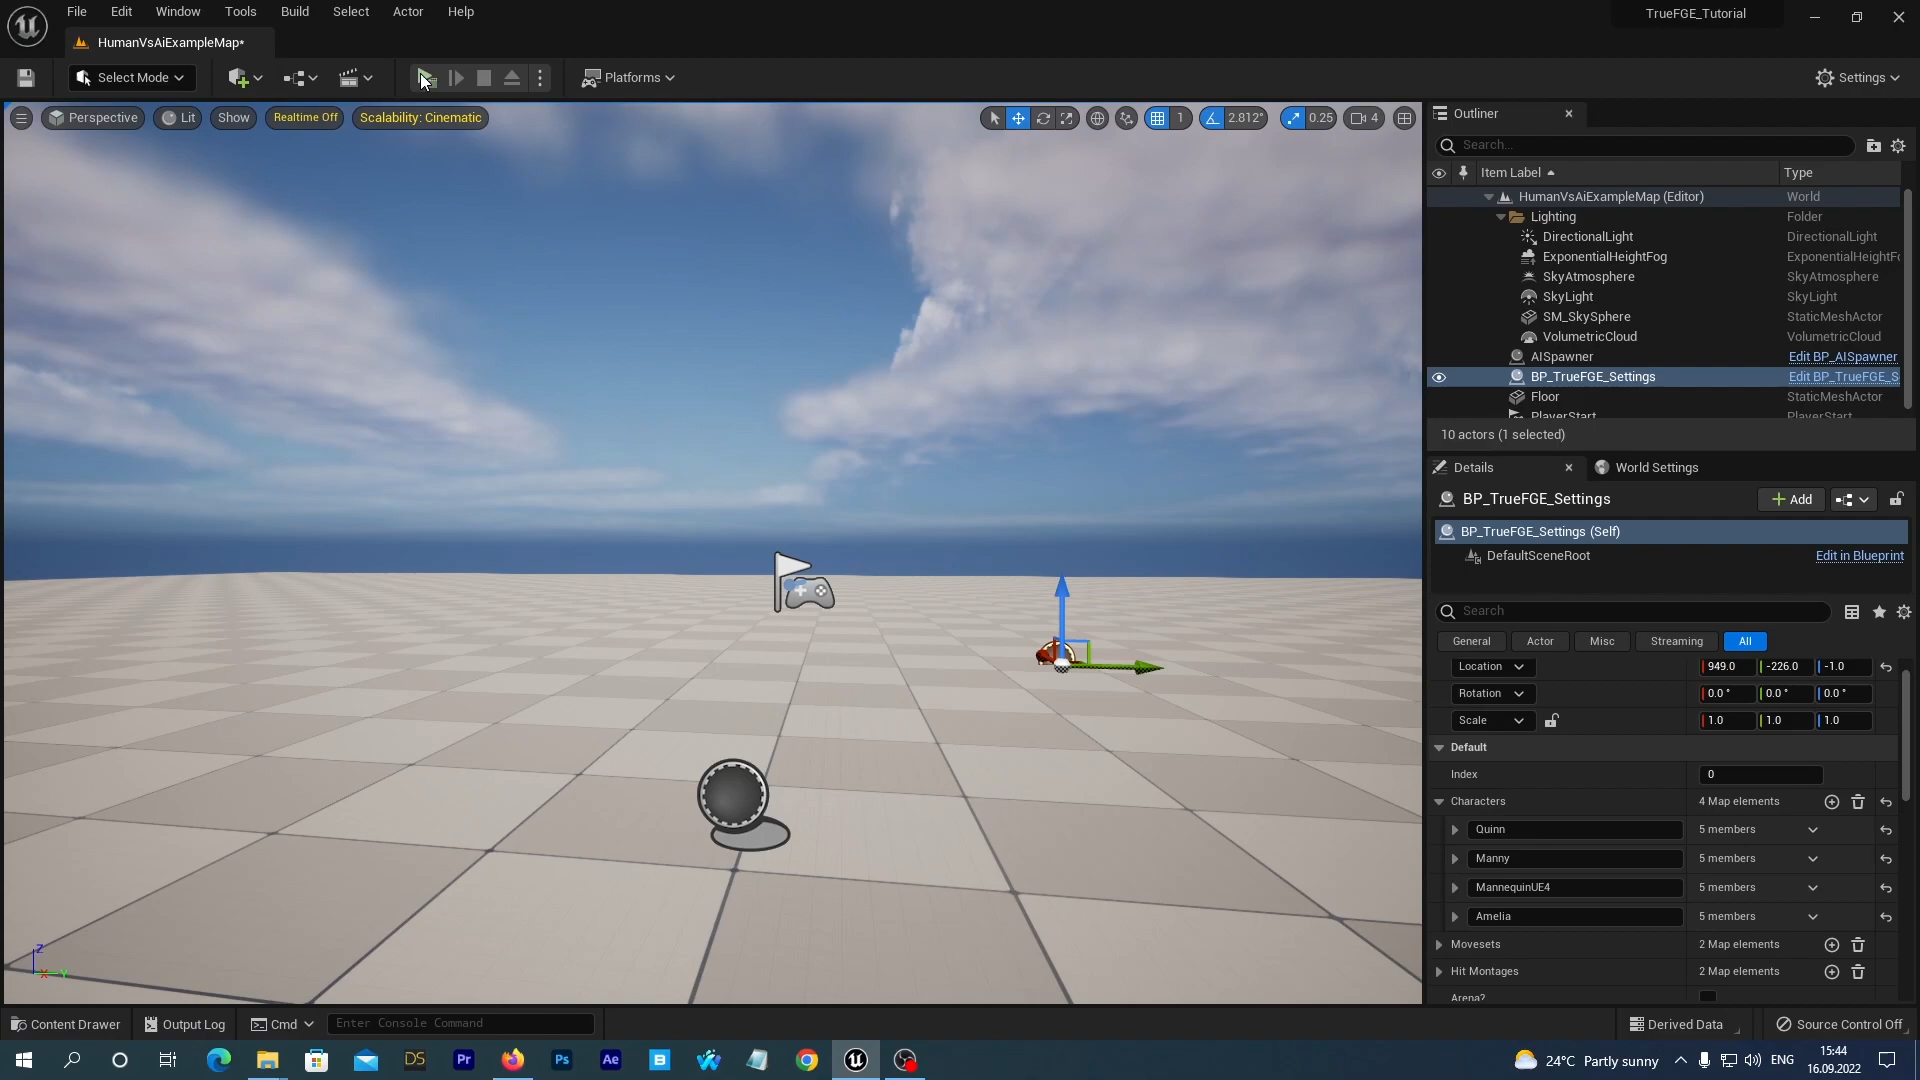 File Edit Window Tools Build Select Actor Help
TrueFGE_Tutorial
HumanVsAiExampleMap*
Select Mode
Platforms
Settings
Perspective Lit Show Realtime Off Scalability: Cinematic
1 2.812° 0.25 4
Outliner
Search...
Item Label Type
HumanVsAiExampleMap (Editor) World
Lighting Folder
DirectionalLight DirectionalLight
ExponentialHeightFog ExponentialHeightFo
SkyAtmosphere SkyAtmosphere
SkyLight SkyLight
SM_SkySphere StaticMeshActor
VolumetricCloud VolumetricCloud
AISpawner Edit BP_AISpawner
BP_TrueFGE_Settings Edit BP_TrueFGE_S
Floor StaticMeshActor
PlayerStart PlayerStart
10 actors (1 selected)
Details World Settings
BP_TrueFGE_Settings Add
BP_TrueFGE_Settings (Self)
DefaultSceneRoot Edit in Blueprint
Search
General Actor Misc Streaming All
Location 949.0 -226.0 -1.0
Rotation 0.0° 0.0° 0.0°
Scale 1.0 1.0 1.0
Default
Index 0
Characters 4 Map elements
Quinn 5 members
Manny 5 members
MannequinUE4 5 members
Amelia 5 members
Movesets 2 Map elements
Hit Montages 2 Map elements
Arena?
Z
X Y
Content Drawer Output Log Cmd Enter Console Command
Derived Data Source Control Off
DS Pr Ps Ae B
24°C Partly sunny ENG 15:44
16.09.2022